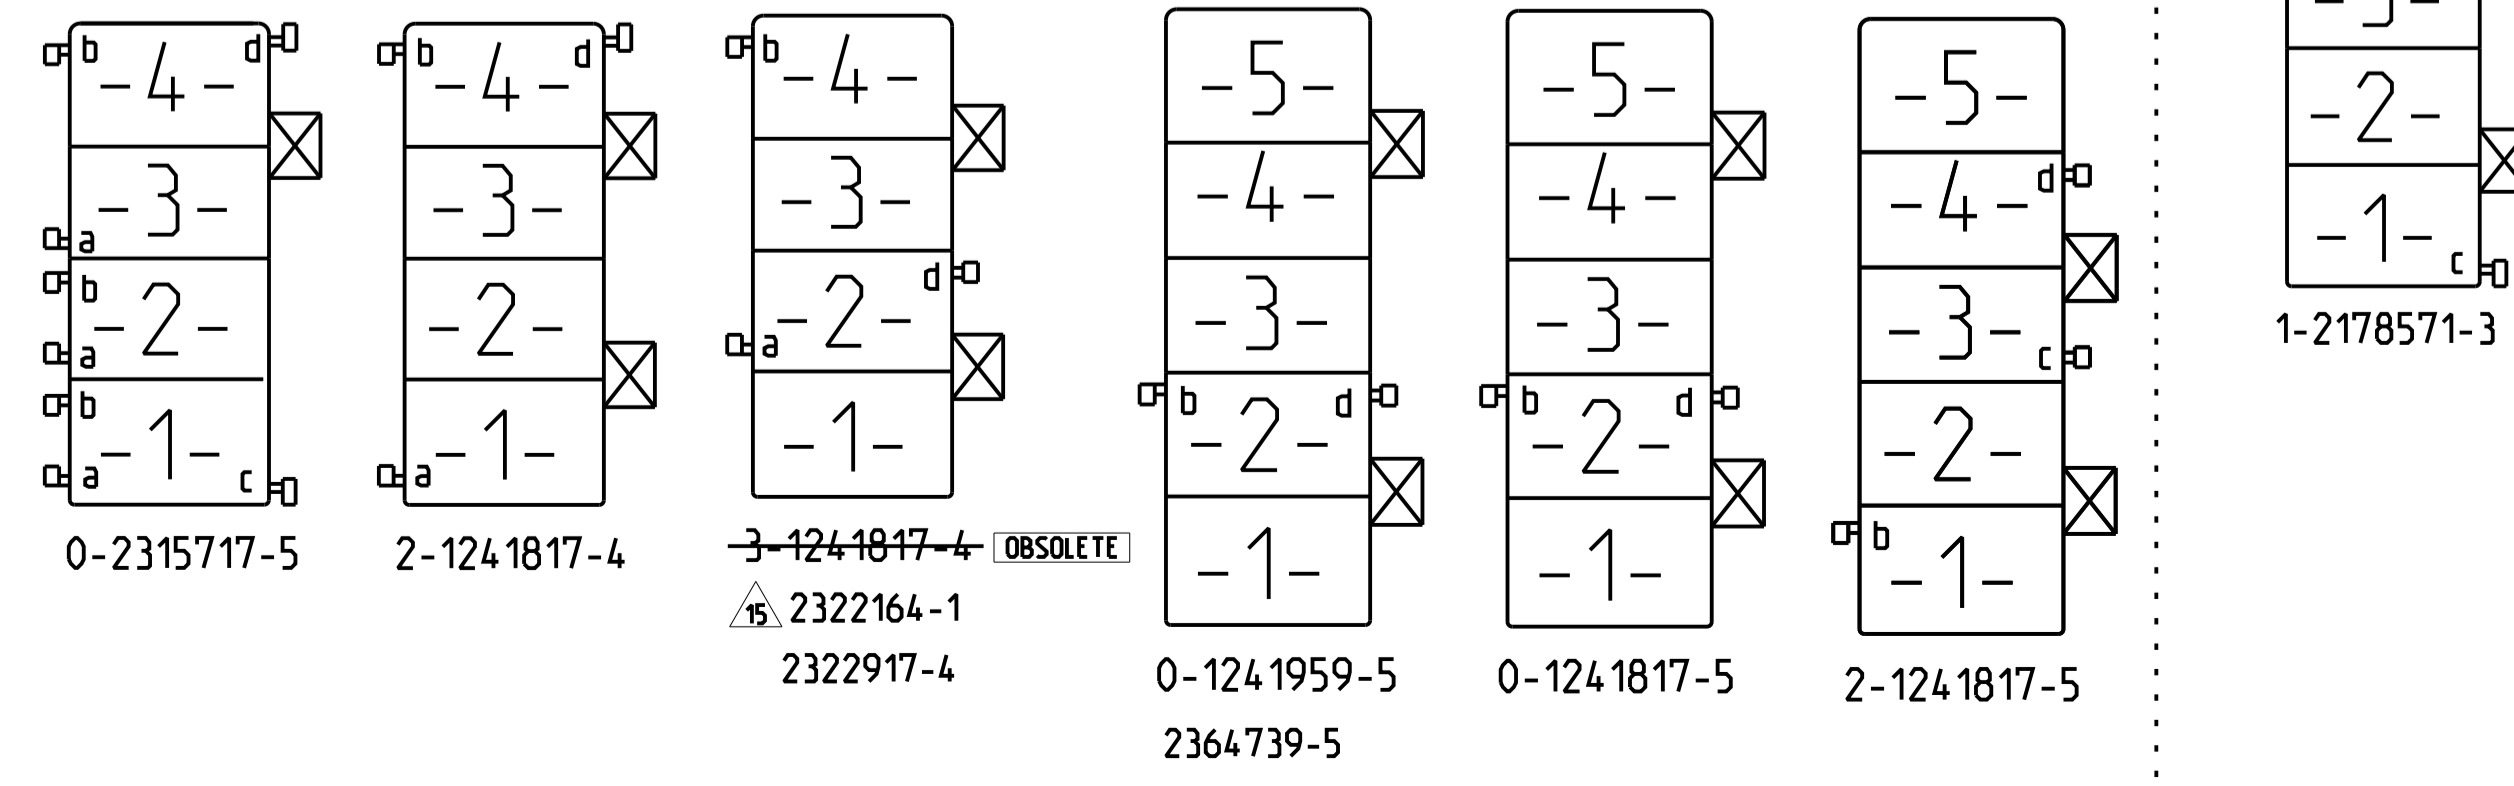 b d
-4-
-3-
a
b
-2-
a
b
-1-
a c
0-2315717-5
b d
-4-
-3-
-2-
-1-
a
2-1241817-4
b
-4-
-3-
d
-2-
a
-1-
3-1241817-4 OBSOLETE
15 2322164-1
2322917-4
-5-
-4-
-3-
b d
-2-
-1-
0-1241959-5
2364739-5
-5-
-4-
-3-
b d
-2-
-1-
0-1241817-5
-5-
d
-4-
-3-
c
-2-
b
-1-
2-1241817-5
-2-
-1-
c
1-2178571-3